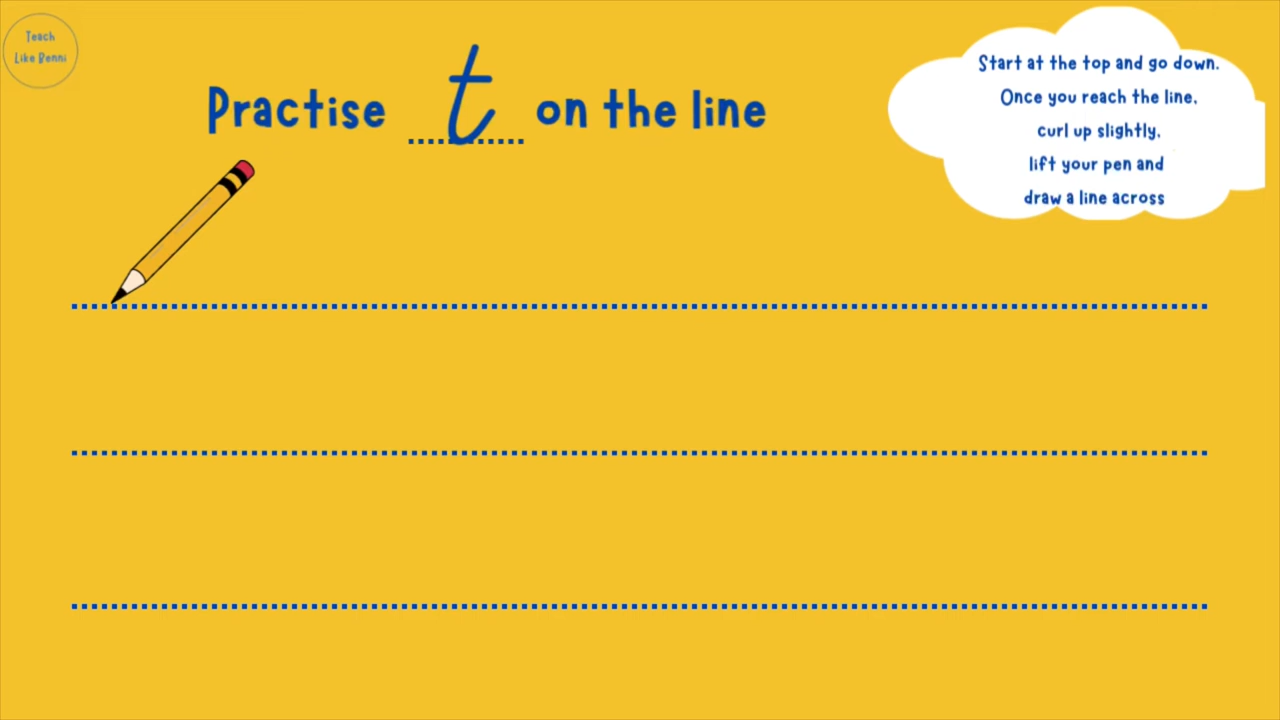 Teach
Like Benni
Practise t on the line
Start at the top and go down.
Once you reach the line,
curl up slightly,
lift your pen and
draw a line across